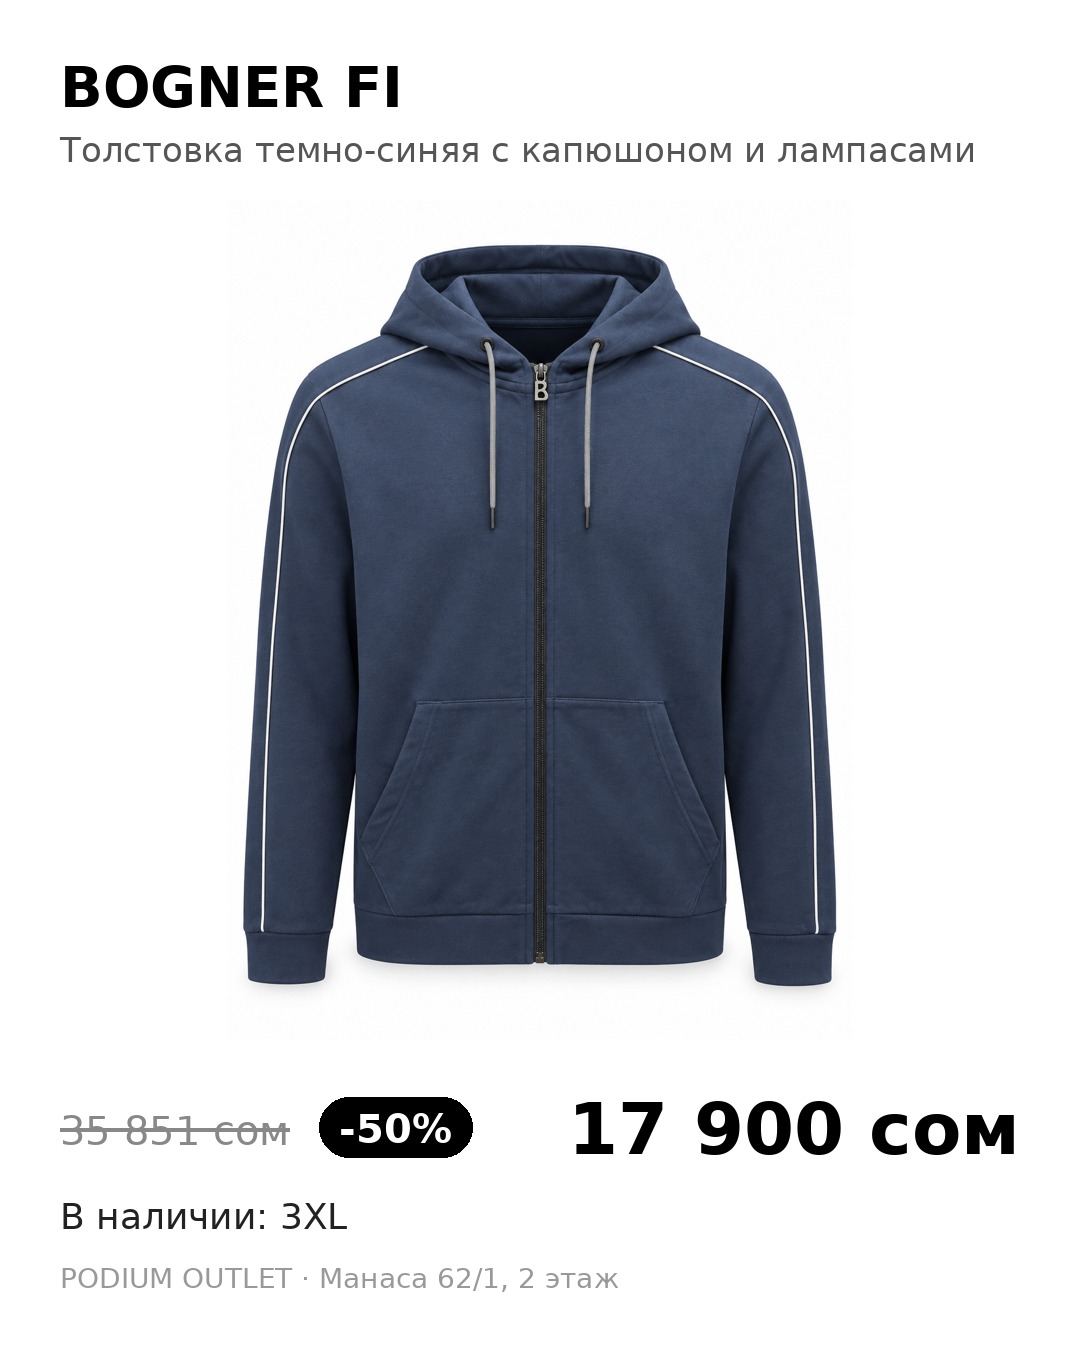 BOGNER FI
Толстовка темно-синяя с капюшоном и лампасами
B
35 851 сом -50% 17 900 сом
В наличии: 3XL
PODIUM OUTLET · Манаса 62/1, 2 этаж